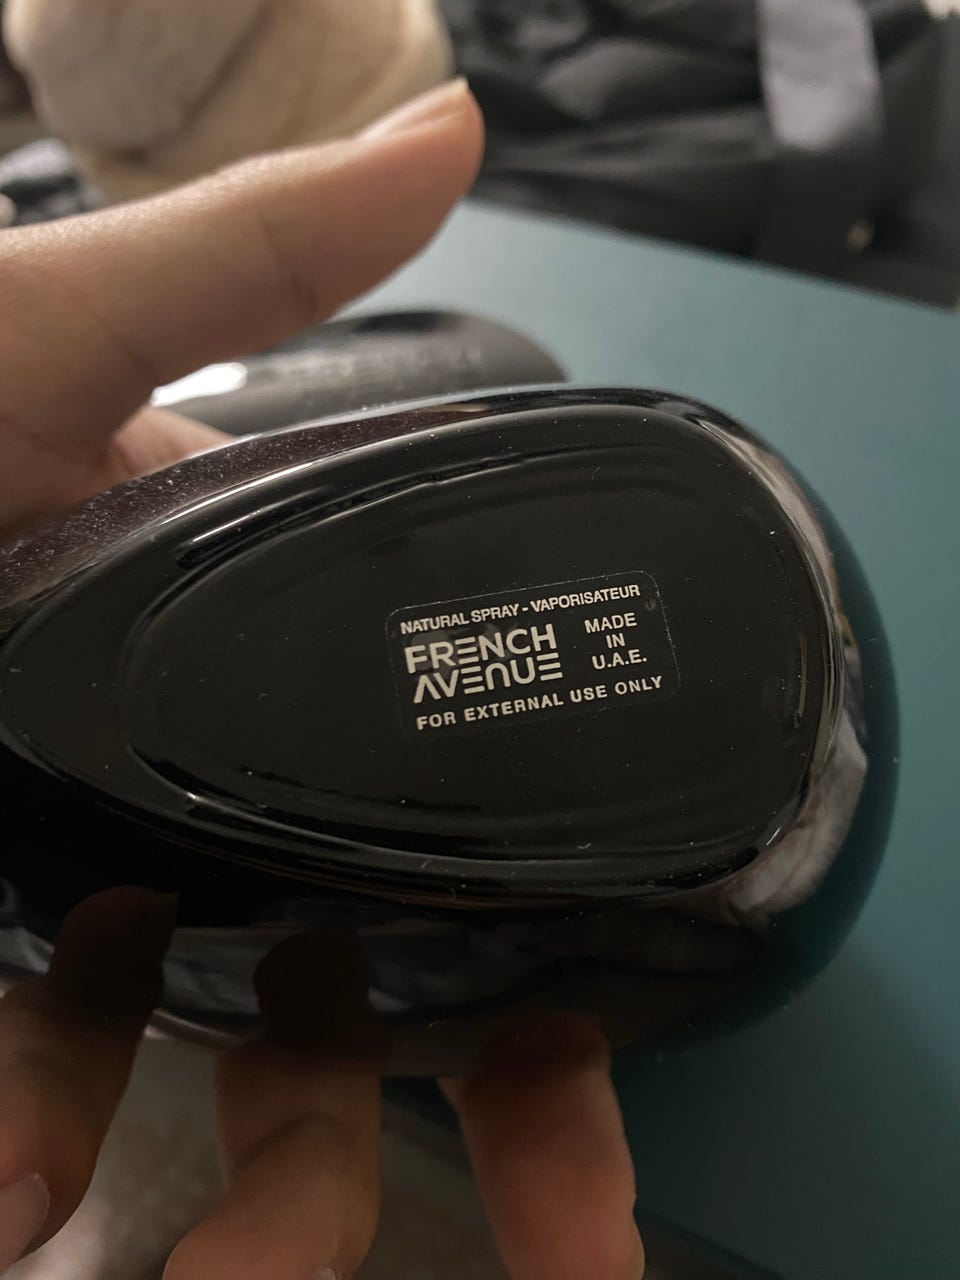 NATURAL SPRAY - VAPORISATEUR
FRENCH
AVENUE
MADE
IN
U.A.E.
FOR EXTERNAL USE ONLY